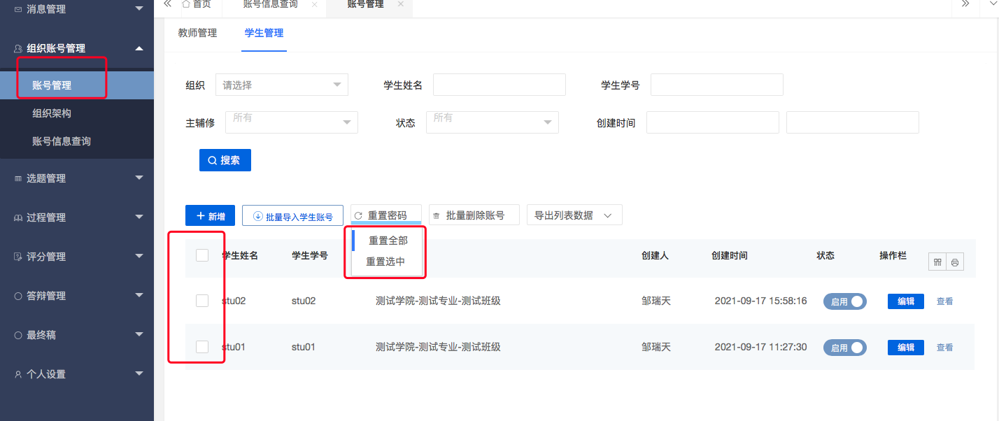 消息管理
组织账号管理
账号管理
组织架构
账号信息查询
选题管理
过程管理
评分管理
答辩管理
最终稿
个人设置
首页 账号信息查询 账号管理
教师管理 学生管理
组织 请选择 学生姓名 学生学号
主辅修 所有 状态 所有 创建时间
搜索
新增 批量导入学生账号 重置密码 批量删除账号 导出列表数据
重置全部
重置选中
学生姓名 学生学号 创建人 创建时间 状态 操作栏
stu02 stu02 测试学院-测试专业-测试班级 邹瑞天 2021-09-17 15:58:16 启用 编辑 查看
stu01 stu01 测试学院-测试专业-测试班级 邹瑞天 2021-09-17 11:27:30 启用 编辑 查看